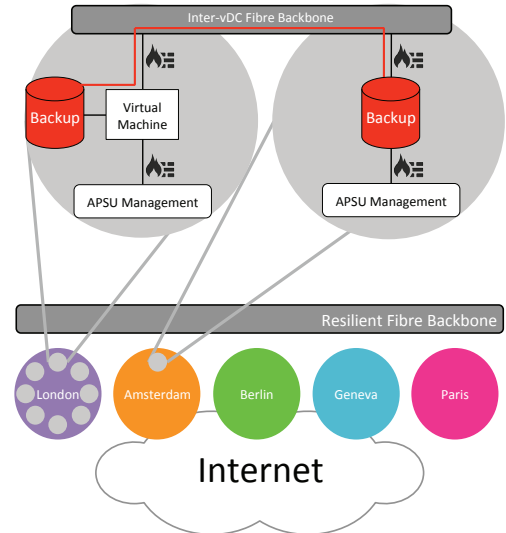 Inter-vDC Fibre Backbone
Backup
Virtual
Machine
Backup
APSU Management
APSU Management
Resilient Fibre Backbone
London
Amsterdam
Berlin
Geneva
Paris
Internet